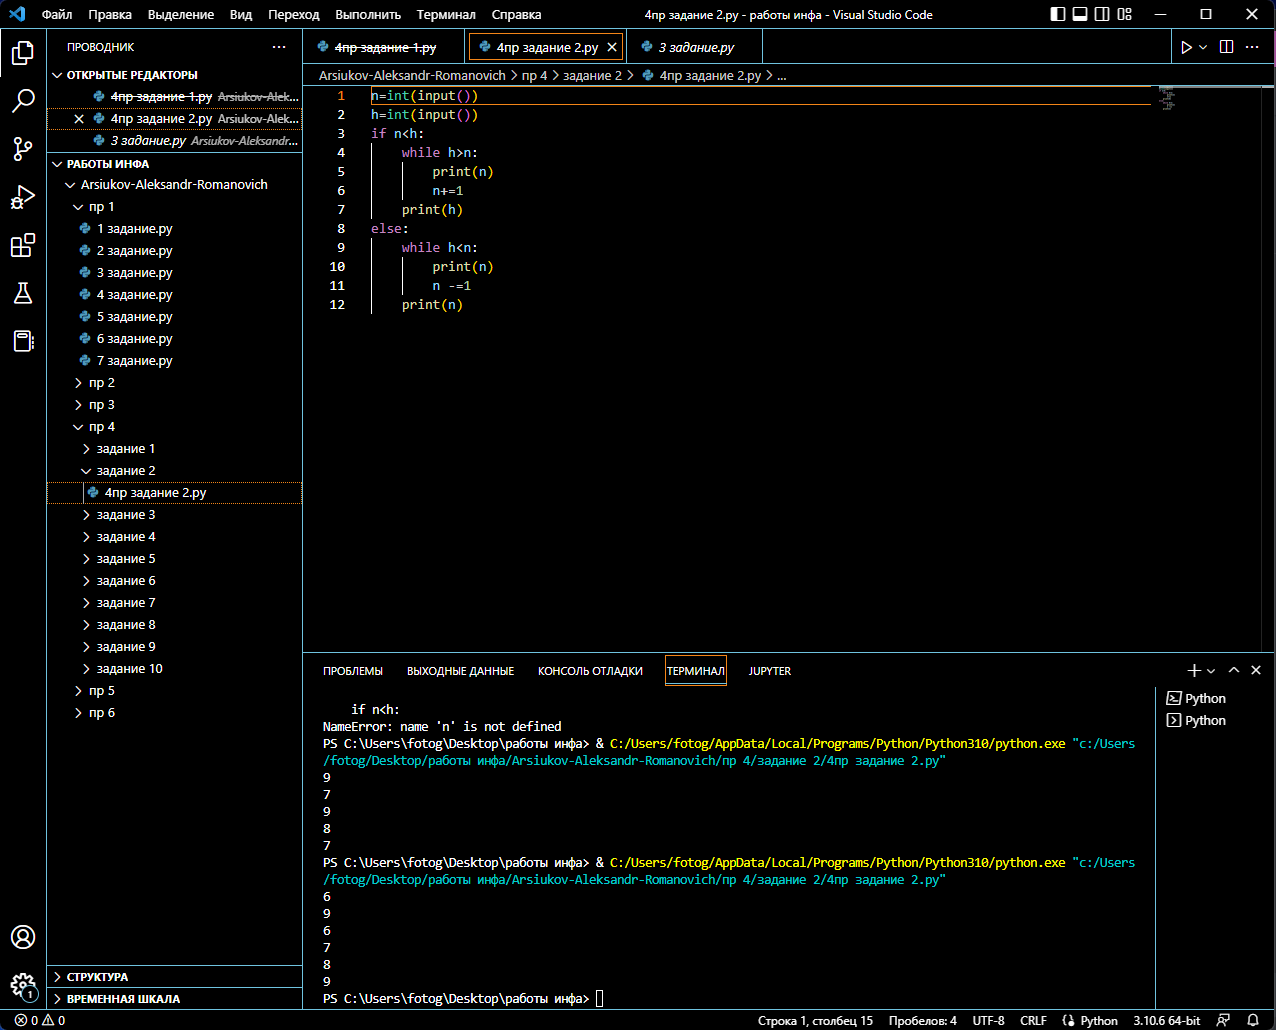 Файл Правка Выделение Вид Переход Выполнить Терминал Справка 4пр задание 2.py - работы инфа - Visual Studio Code
ПРОВОДНИК
4пр задание 1.py 4пр задание 2.py 3 задание.py
ОТКРЫТЫЕ РЕДАКТОРЫ
4пр задание 1.py Arsiukov-Alek...
4пр задание 2.py Arsiukov-Alek...
3 задание.py Arsiukov-Aleksandr...
РАБОТЫ ИНФА
Arsiukov-Aleksandr-Romanovich
пр 1
1 задание.py
2 задание.py
3 задание.py
4 задание.py
5 задание.py
6 задание.py
7 задание.py
пр 2
пр 3
пр 4
задание 1
задание 2
4пр задание 2.py
задание 3
задание 4
задание 5
задание 6
задание 7
задание 8
задание 9
задание 10
пр 5
пр 6
СТРУКТУРА
ВРЕМЕННАЯ ШКАЛА
Arsiukov-Aleksandr-Romanovich > пр 4 > задание 2 > 4пр задание 2.py > ...
1 n=int(input())
2 h=int(input())
3 if n<h:
4     while h>n:
5         print(n)
6         n+=1
7     print(h)
8 else:
9     while h<n:
10         print(n)
11         n -=1
12     print(n)
ПРОБЛЕМЫ ВЫХОДНЫЕ ДАННЫЕ КОНСОЛЬ ОТЛАДКИ ТЕРМИНАЛ JUPYTER
Python
Python
if n<h:
NameError: name 'n' is not defined
PS C:\Users\fotog\Desktop\работы инфа> & C:/Users/fotog/AppData/Local/Programs/Python/Python310/python.exe "c:/Users
/fotog/Desktop/работы инфа/Arsiukov-Aleksandr-Romanovich/пр 4/задание 2/4пр задание 2.py"
9
7
9
8
7
PS C:\Users\fotog\Desktop\работы инфа> & C:/Users/fotog/AppData/Local/Programs/Python/Python310/python.exe "c:/Users
/fotog/Desktop/работы инфа/Arsiukov-Aleksandr-Romanovich/пр 4/задание 2/4пр задание 2.py"
6
9
6
7
8
9
PS C:\Users\fotog\Desktop\работы инфа>
1
0 0 Строка 1, столбец 15 Пробелов: 4 UTF-8 CRLF Python 3.10.6 64-bit